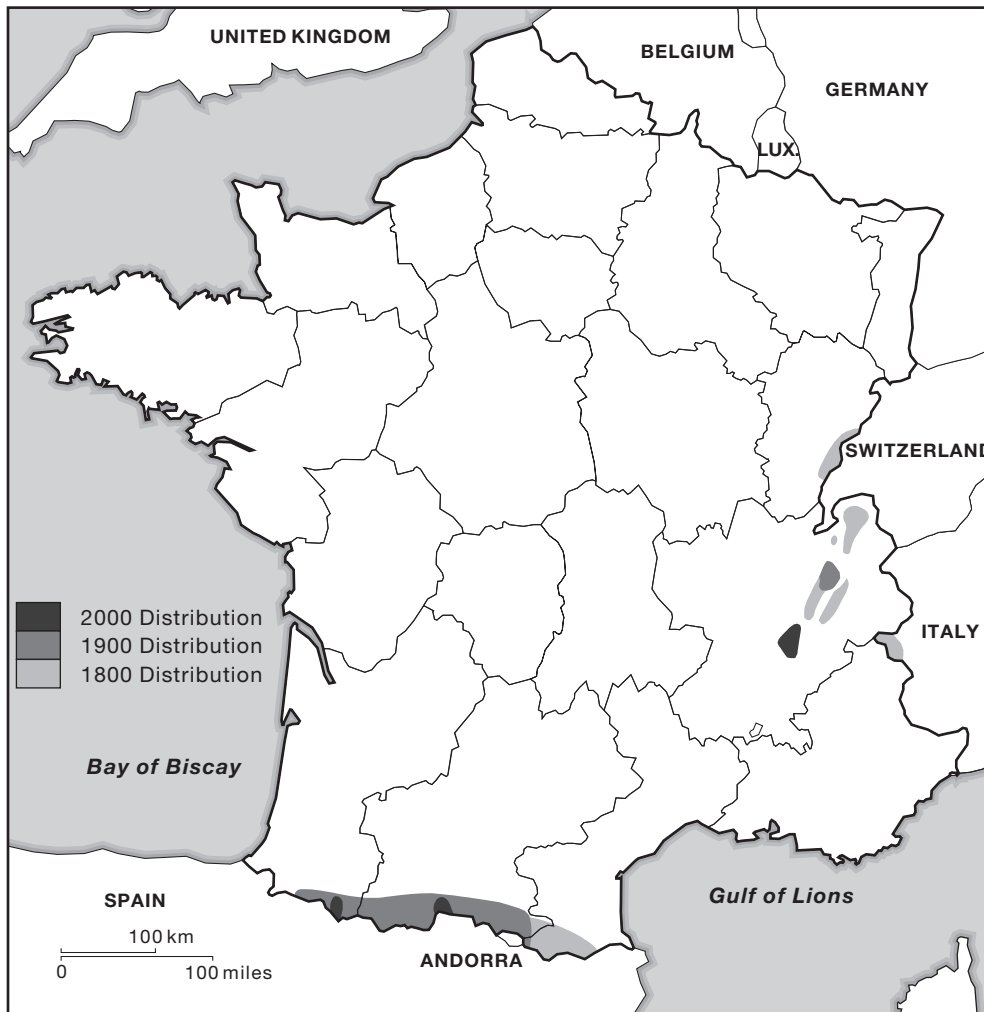 UNITED KINGDOM
BELGIUM
GERMANY
LUX.
SWITZERLAND
2000 Distribution
1900 Distribution
1800 Distribution
ITALY
Bay of Biscay
Gulf of Lions
SPAIN
100 km
0
100 miles
ANDORRA